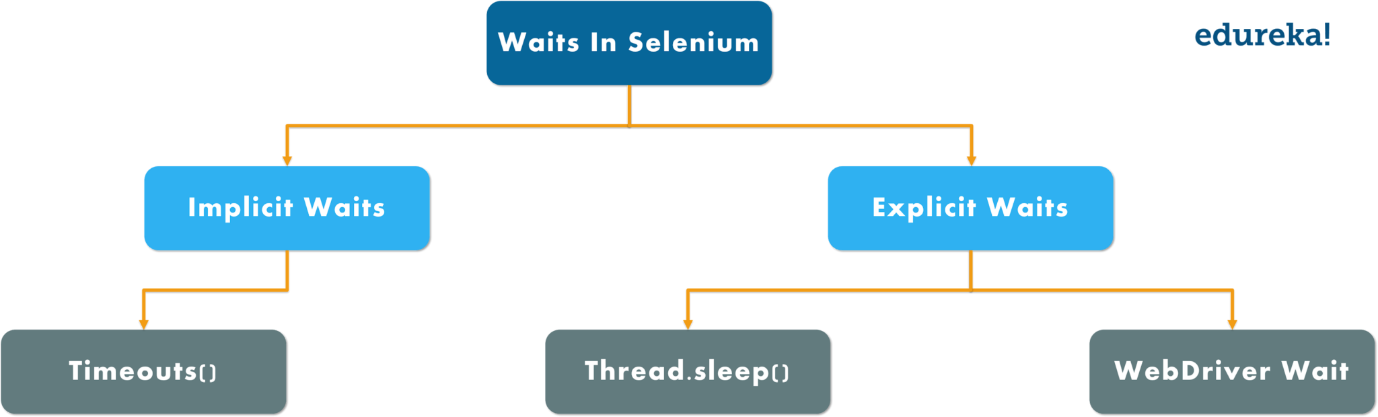 Waits In Selenium
edureka!
Implicit Waits
Explicit Waits
Timeouts()
Thread.sleep()
WebDriver Wait